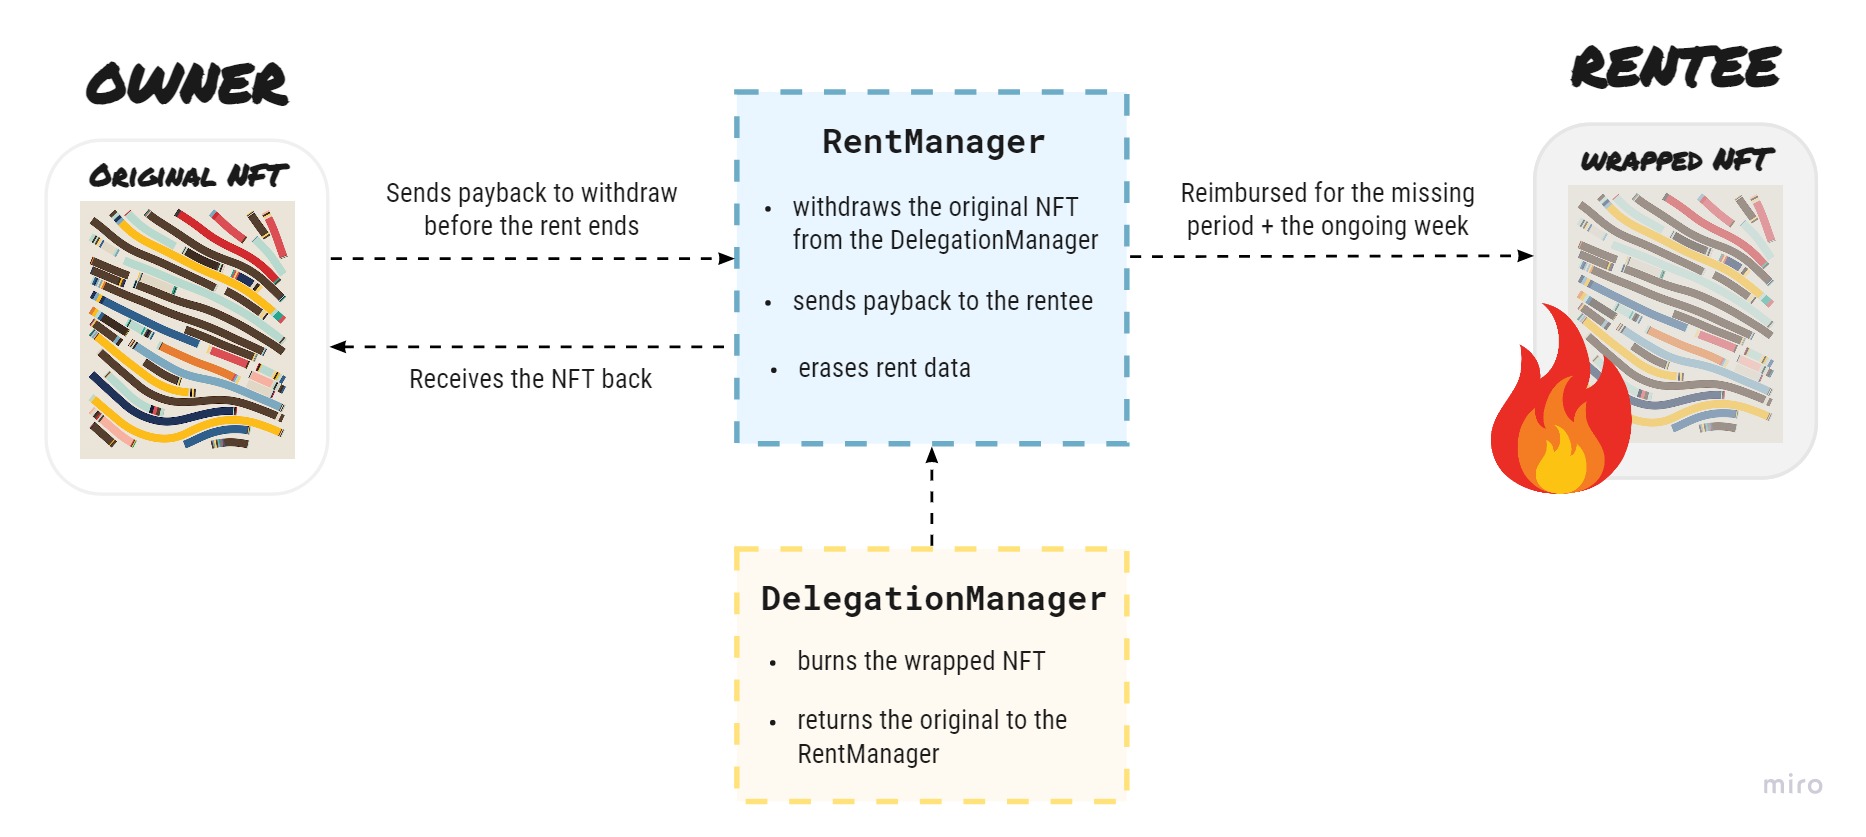 OWNER
ORIGINAL NFT
Sends payback to withdraw
before the rent ends
Receives the NFT back
RentManager
• withdraws the original NFT
from the DelegationManager
• sends payback to the rentee
• erases rent data
Reimbursed for the missing
period + the ongoing week
RENTEE
WRAPPED NFT
DelegationManager
• burns the wrapped NFT
• returns the original to the
RentManager
miro